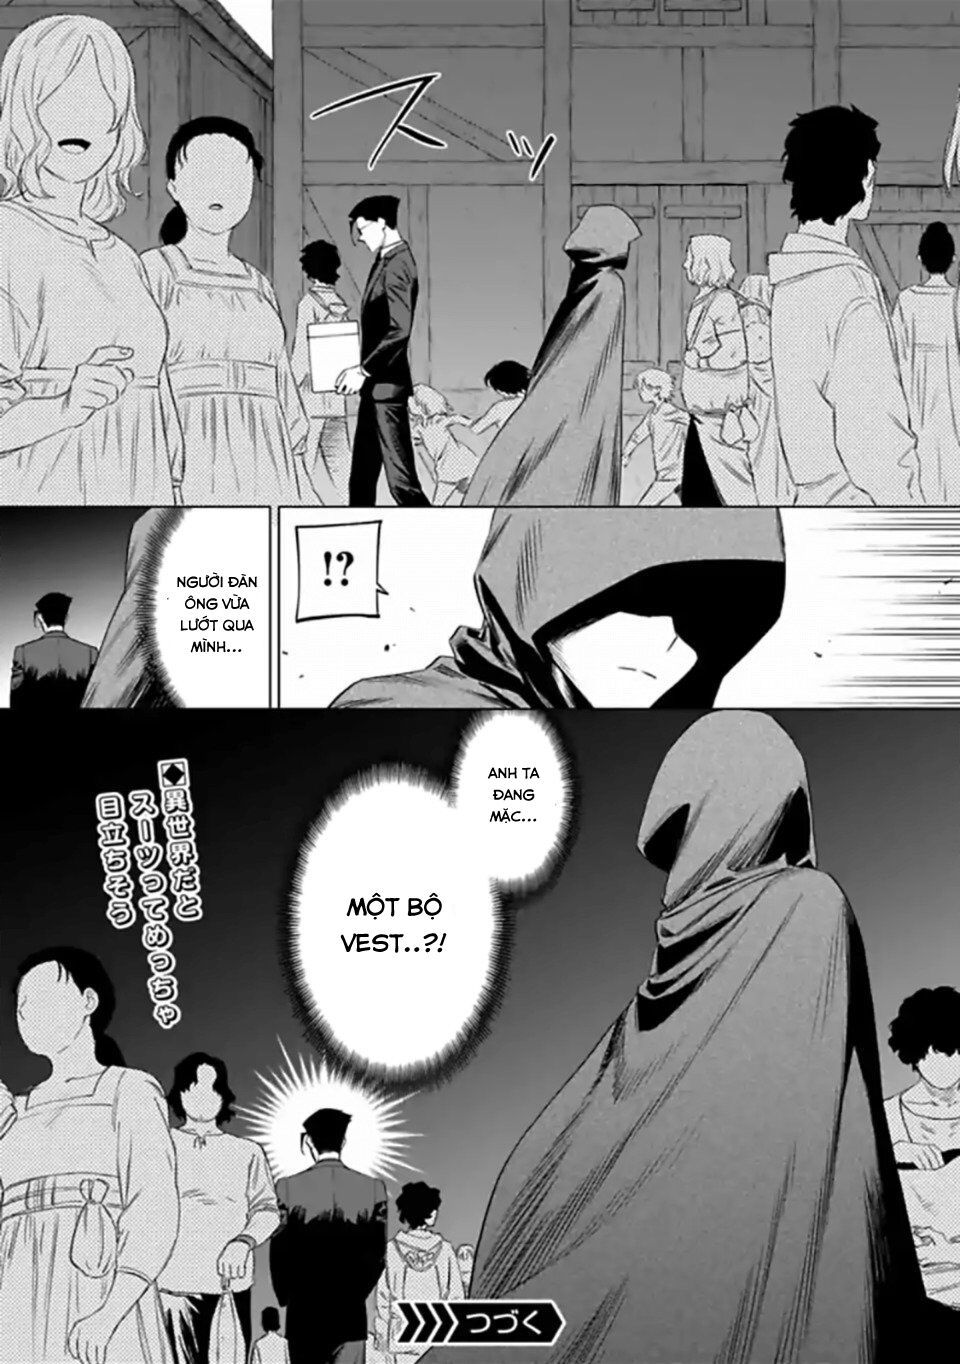 スッ
!?
NGƯỜI ĐÀN
ÔNG VỪA
LƯỚT QUA
MÌNH...
ANH TA
ĐANG
MẶC...
MỘT BỘ
VEST..?!
◆異世界だと
スーツってめっちゃ
目立ちそう
つづく